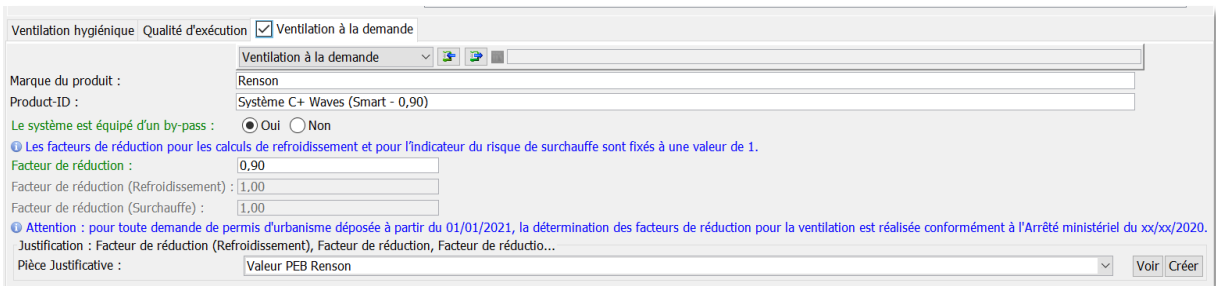 Ventilation hygiénique Qualité d'exécution Ventilation à la demande
Ventilation à la demande
Marque du produit : Renson
Product-ID : Système C+ Waves (Smart - 0,90)
Le système est équipé d'un by-pass : Oui Non
Les facteurs de réduction pour les calculs de refroidissement et pour l'indicateur du risque de surchauffe sont fixés à une valeur de 1.
Facteur de réduction : 0,90
Facteur de réduction (Refroidissement) : 1,00
Facteur de réduction (Surchauffe) : 1,00
Attention : pour toute demande de permis d'urbanisme déposée à partir du 01/01/2021, la détermination des facteurs de réduction pour la ventilation est réalisée conformément à l'Arrêté ministériel du xx/xx/2020.
Justification : Facteur de réduction (Refroidissement), Facteur de réduction, Facteur de réductio...
Pièce Justificative : Valeur PEB Renson Voir Créer